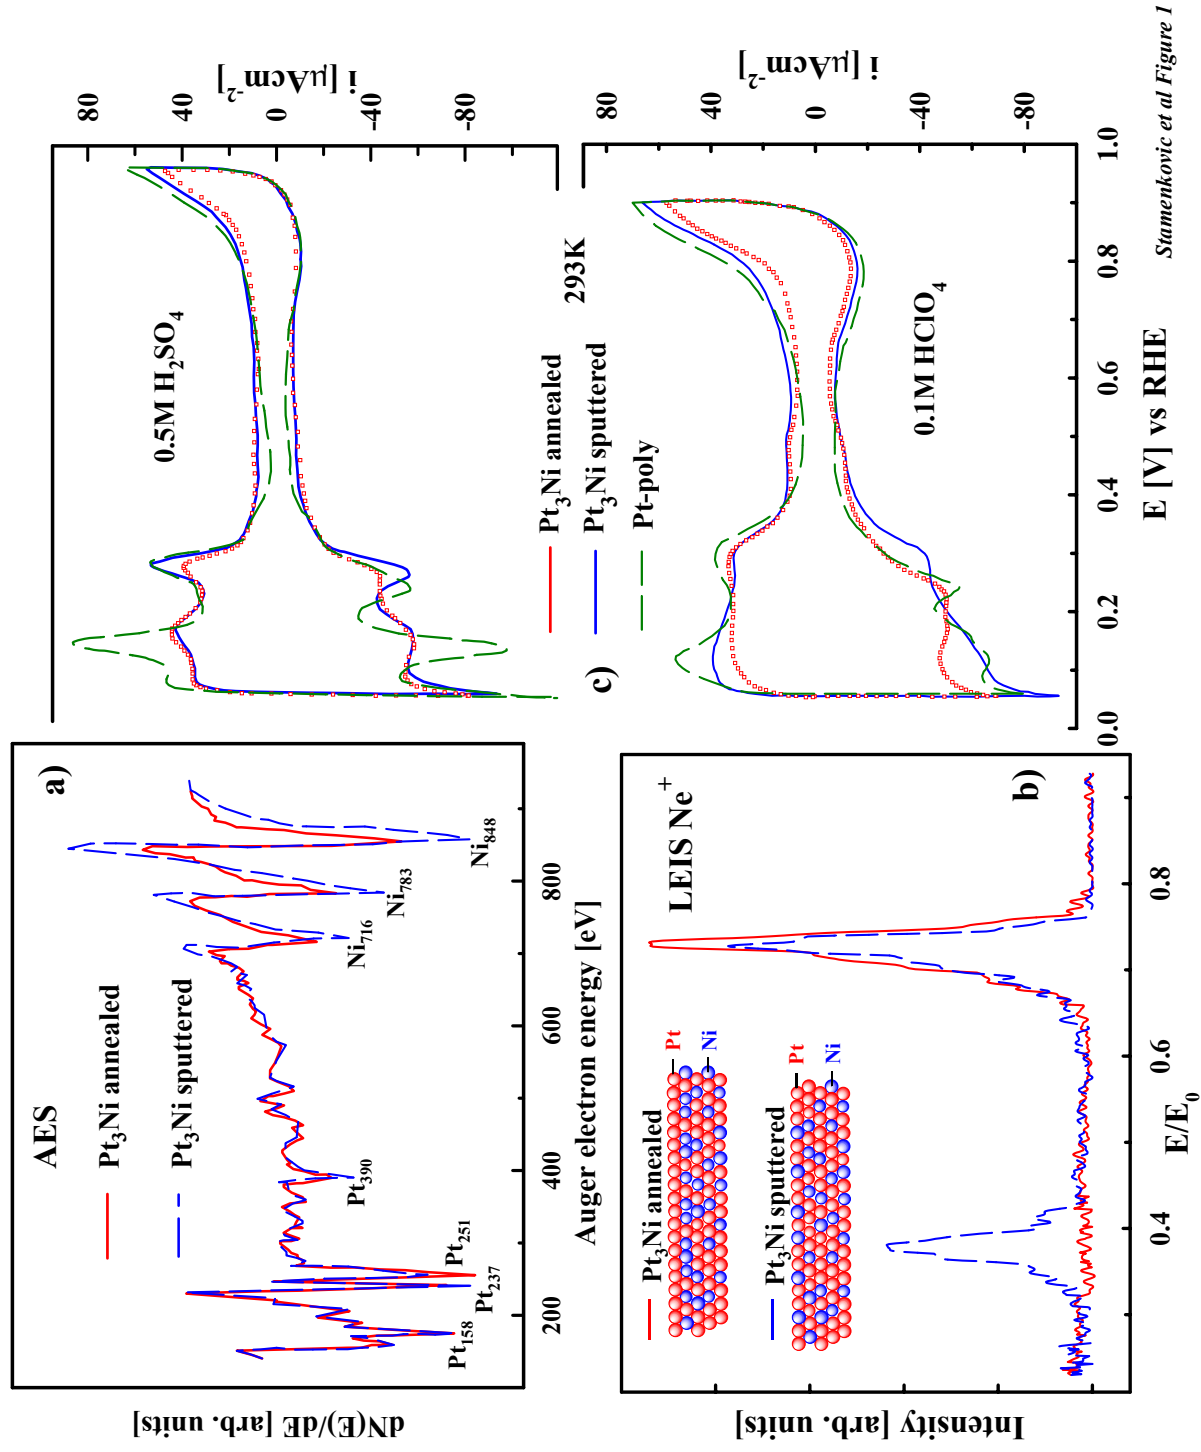 AES
a)
Pt3Ni annealed
Pt3Ni sputtered
Pt158
Pt237
Pt251
Pt390
Ni716
Ni783
Ni848
200
400
600
800
Auger electron energy [eV]
dN(E)/dE [arb. units]
LEIS Ne+
b)
Pt3Ni annealed
Pt
Ni
Pt3Ni sputtered
Pt
Ni
0.4
0.6
0.8
E/E0
Intensity [arb. units]
c)
0.5M H2SO4
80
40
0
-40
-80
i [μAcm-2]
293K
Pt3Ni annealed
Pt3Ni sputtered
Pt-poly
0.1M HClO4
80
40
0
-40
-80
i [μAcm-2]
0.0
0.2
0.4
0.6
0.8
1.0
E [V] vs RHE
Stamenkovic et al Figure 1